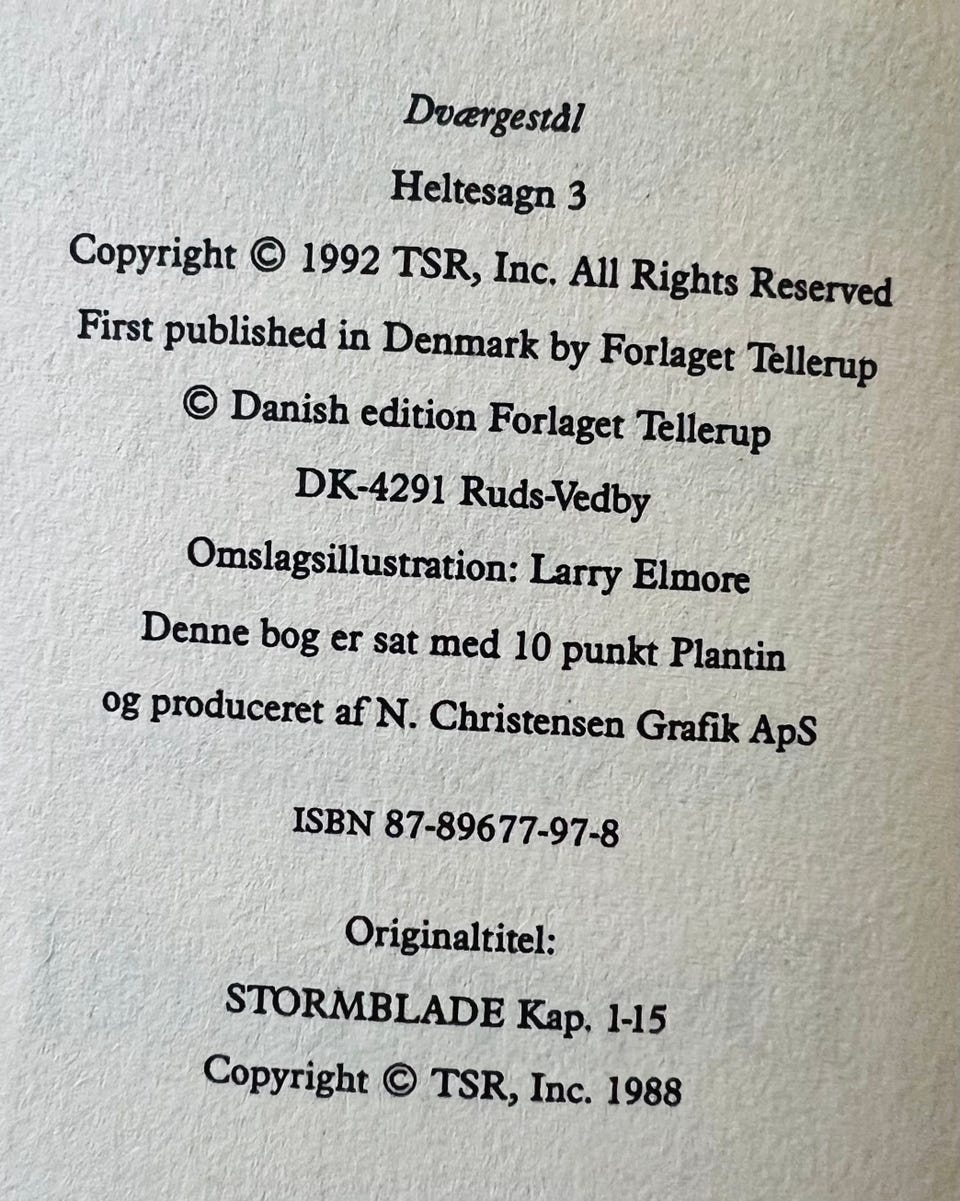 Dværgestål
Heltesagn 3
Copyright © 1992 TSR, Inc. All Rights Reserved
First published in Denmark by Forlaget Tellerup
© Danish edition Forlaget Tellerup
DK-4291 Ruds-Vedby
Omslagsillustration: Larry Elmore
Denne bog er sat med 10 punkt Plantin
og produceret af N. Christensen Grafik ApS
ISBN 87-89677-97-8
Originaltitel:
STORMBLADE Kap. 1-15
Copyright © TSR, Inc. 1988